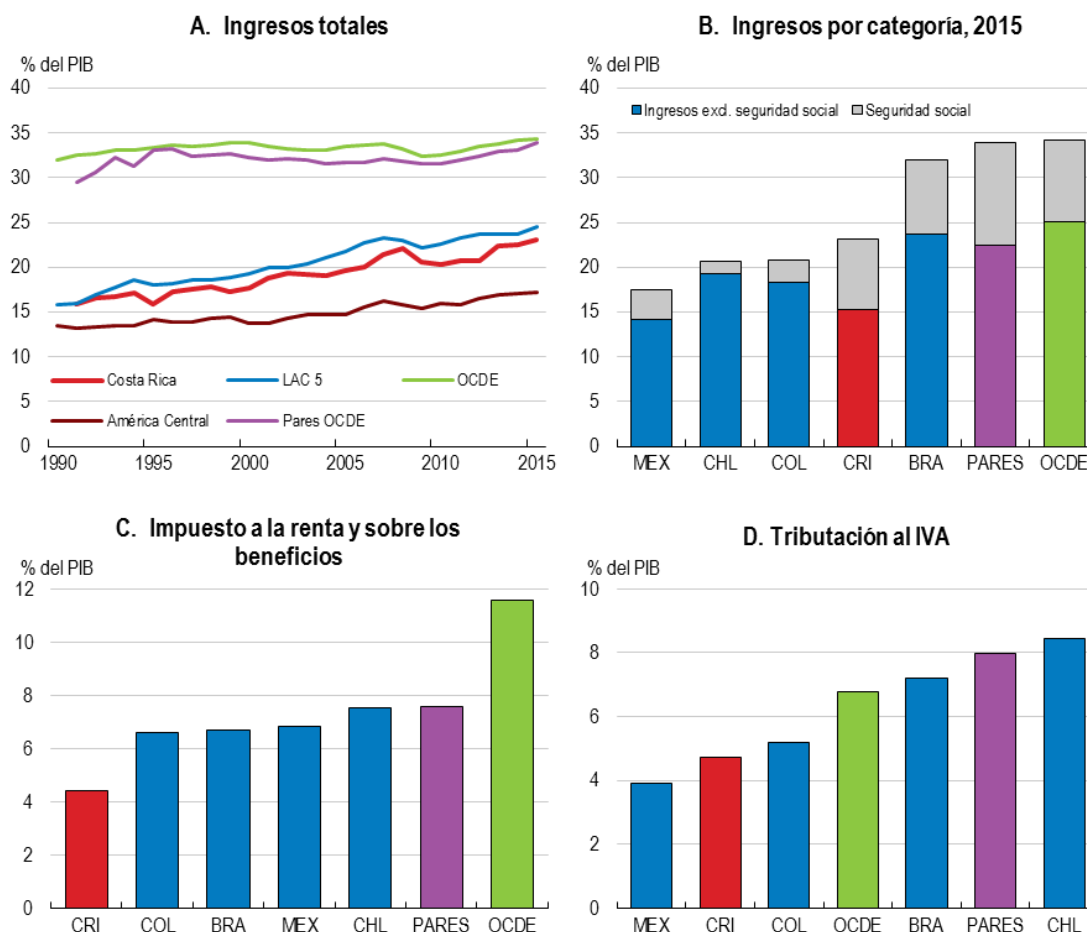 A. Ingresos totales
% del PIB
40
35
30
25
20
15
10
5
0
Costa Rica
LAC 5
OCDE
América Central
Pares OCDE
1990 1995 2000 2005 2010 2015
B. Ingresos por categoría, 2015
% del PIB
40
35
30
25
20
15
10
5
0
Ingresos excl. seguridad social
Seguridad social
MEX CHL COL CRI BRA PARES OCDE
C. Impuesto a la renta y sobre los
beneficios
% del PIB
12
10
8
6
4
2
0
CRI COL BRA MEX CHL PARES OCDE
D. Tributación al IVA
% del PIB
10
8
6
4
2
0
MEX CRI COL OCDE BRA PARES CHL